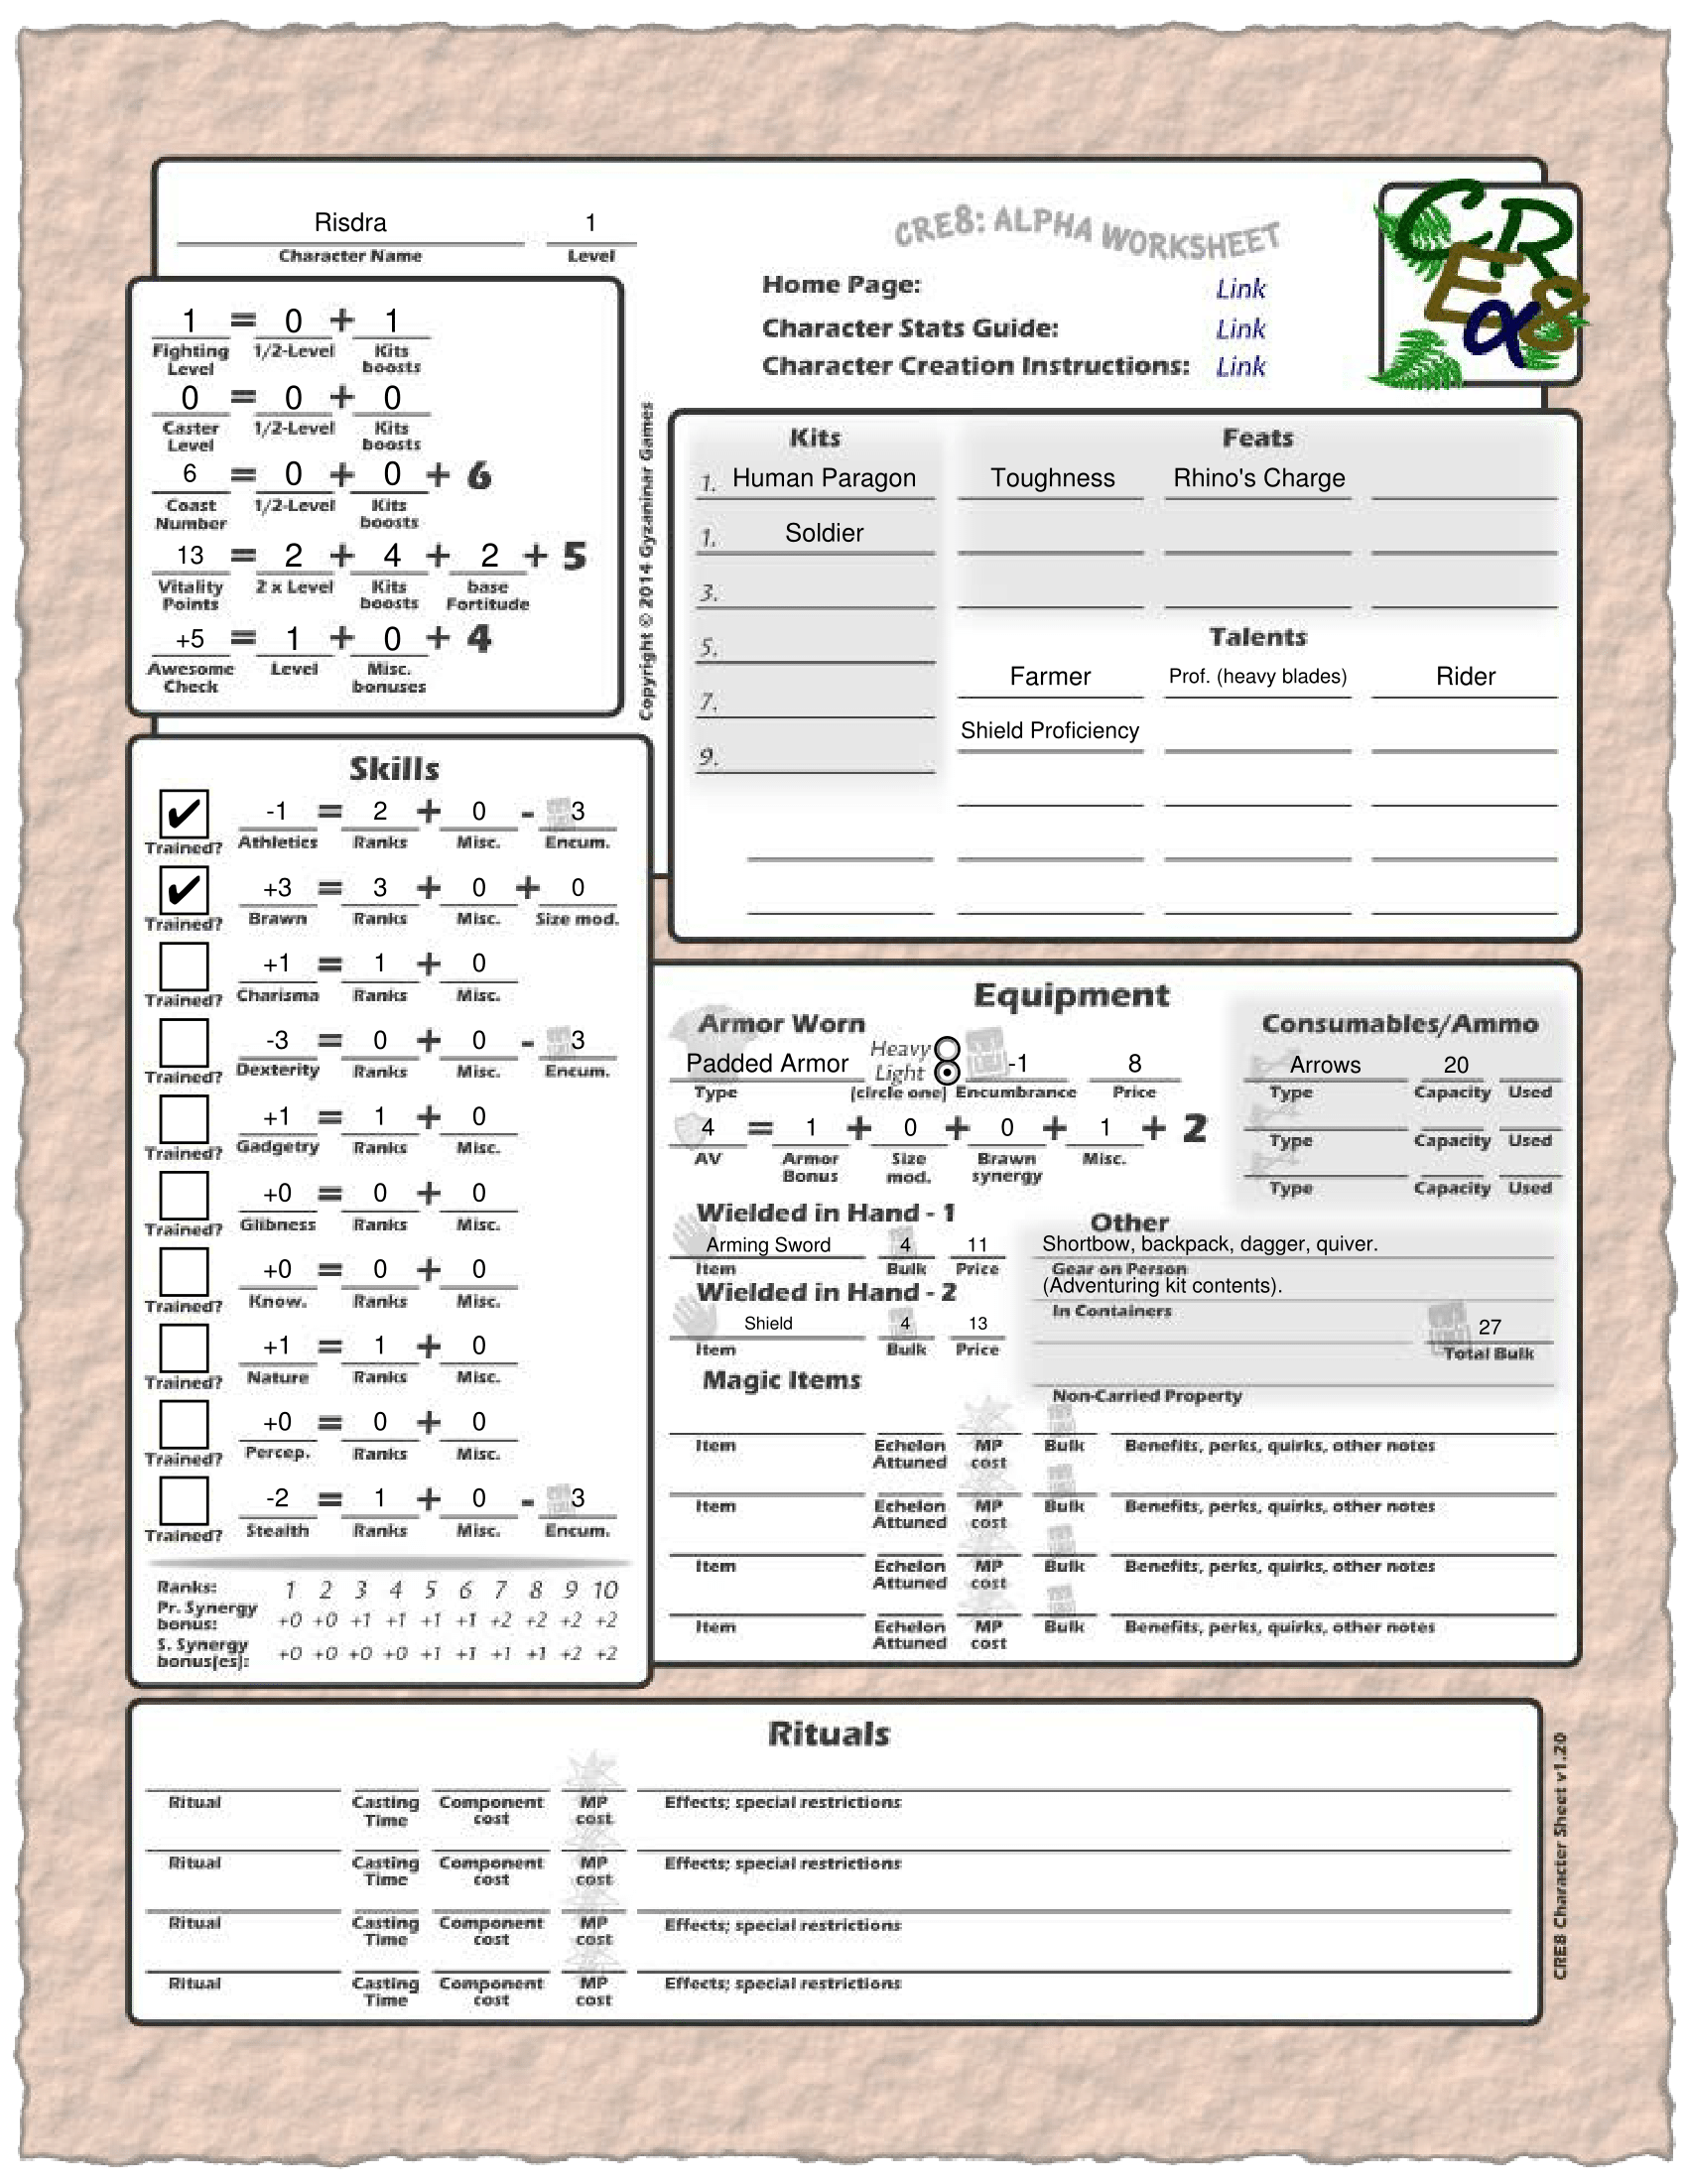 Risdra 1
Character Name Level
CRE8: ALPHA WORKSHEET
CRE8α
Home Page: Link
Character Stats Guide: Link
Character Creation Instructions: Link
1 = 0 + 1
Fighting Level 1/2-Level Kits boosts
0 = 0 + 0
Caster Level 1/2-Level Kits boosts
6 = 0 + 0 + 6
Coast Number 1/2-Level Kits boosts
13 = 2 + 4 + 2 + 5
Vitality Points 2 x Level Kits boosts base Fortitude
+5 = 1 + 0 + 4
Awesome Check Level Misc. bonuses
Copyright © 2014 Gyzaninar Games
Kits
1. Human Paragon
1. Soldier
3.
5.
7.
9.
Feats
Toughness Rhino's Charge
Talents
Farmer Prof. (heavy blades) Rider
Shield Proficiency
Skills
✔ -1 = 2 + 0 - 3
Trained? Athletics Ranks Misc. Encum.
✔ +3 = 3 + 0 + 0
Trained? Brawn Ranks Misc. Size mod.
+1 = 1 + 0
Trained? Charisma Ranks Misc.
-3 = 0 + 0 - 3
Trained? Dexterity Ranks Misc. Encum.
+1 = 1 + 0
Trained? Gadgetry Ranks Misc.
+0 = 0 + 0
Trained? Glibness Ranks Misc.
+0 = 0 + 0
Trained? Know. Ranks Misc.
+1 = 1 + 0
Trained? Nature Ranks Misc.
+0 = 0 + 0
Trained? Percep. Ranks Misc.
-2 = 1 + 0 - 3
Trained? Stealth Ranks Misc. Encum.
Ranks: 1 2 3 4 5 6 7 8 9 10
Pr. Synergy bonus: +0 +0 +1 +1 +1 +1 +2 +2 +2 +2
S. Synergy bonus(es): +0 +0 +0 +0 +1 +1 +1 +1 +2 +2
Equipment
Armor Worn
Padded Armor Heavy Light -1 8
Type (circle one) Encumbrance Price
4 = 1 + 0 + 0 + 1 + 2
AV Armor Bonus Size mod. Brawn synergy Misc.
Consumables/Ammo
Arrows 20
Type Capacity Used
Type Capacity Used
Type Capacity Used
Wielded in Hand - 1
Arming Sword 4 11
Item Bulk Price
Wielded in Hand - 2
Shield 4 13
Item Bulk Price
Other
Shortbow, backpack, dagger, quiver.
Gear on Person
(Adventuring kit contents).
In Containers
27
Total Bulk
Non-Carried Property
Magic Items
Item Echelon Attuned MP cost Bulk Benefits, perks, quirks, other notes
Item Echelon Attuned MP cost Bulk Benefits, perks, quirks, other notes
Item Echelon Attuned MP cost Bulk Benefits, perks, quirks, other notes
Item Echelon Attuned MP cost Bulk Benefits, perks, quirks, other notes
Rituals
Ritual Casting Time Component cost MP cost Effects; special restrictions
Ritual Casting Time Component cost MP cost Effects; special restrictions
Ritual Casting Time Component cost MP cost Effects; special restrictions
Ritual Casting Time Component cost MP cost Effects; special restrictions
CRE8 Character Sheet v1.20